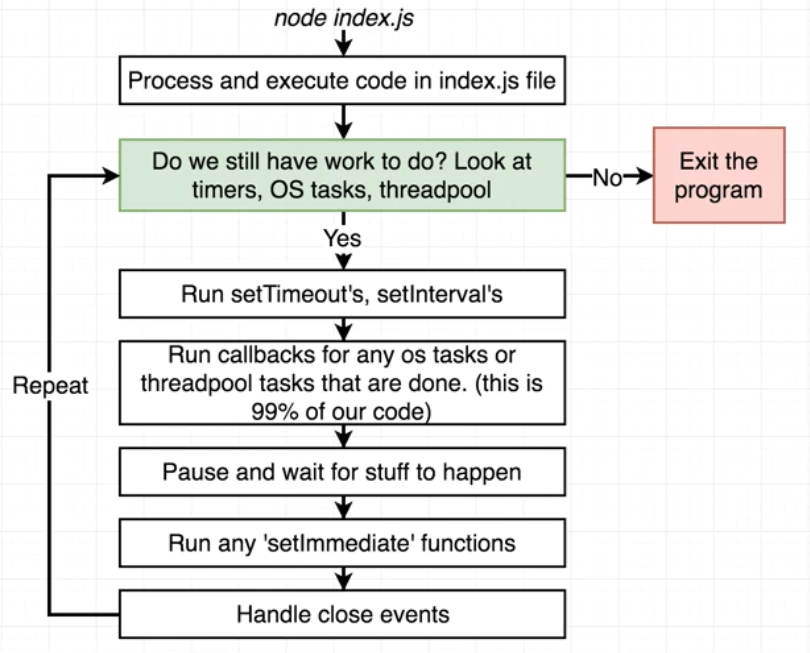 node index.js
Process and execute code in index.js file
Do we still have work to do? Look at
timers, OS tasks, threadpool
No
Exit the
program
Yes
Run setTimeout's, setInterval's
Run callbacks for any os tasks or
threadpool tasks that are done. (this is
99% of our code)
Repeat
Pause and wait for stuff to happen
Run any 'setImmediate' functions
Handle close events